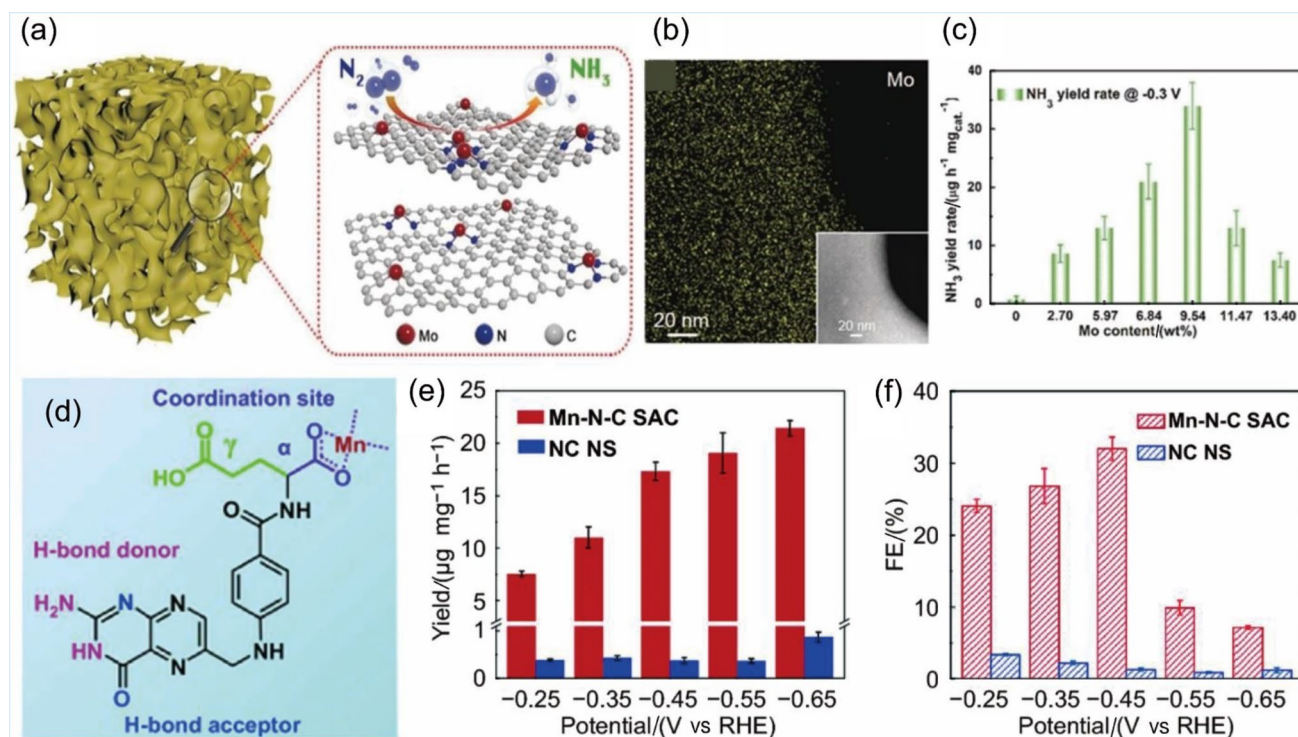 (a)
N₂
NH₃
Mo
N
C
(b)
Mo
20 nm
20 nm
(c)
NH₃ yield rate @ -0.3 V
NH₃ yield rate/(μg h⁻¹ mg_cat.⁻¹)
40
30
20
10
0
0 2.70 5.97 6.84 9.54 11.47 13.40
Mo content/(wt%)
(d)
Coordination site
O γ α O Mn
HO O
O NH
H-bond donor
H₂N N N
HN N NH
O
H-bond acceptor
(e)
Mn-N-C SAC
NC NS
Yield/(μg mg⁻¹ h⁻¹)
25
20
15
10
5
1
0
−0.25 −0.35 −0.45 −0.55 −0.65
Potential/(V vs RHE)
(f)
Mn-N-C SAC
NC NS
FE/(%)
40
30
20
10
0
−0.25 −0.35 −0.45 −0.55 −0.65
Potential/(V vs RHE)